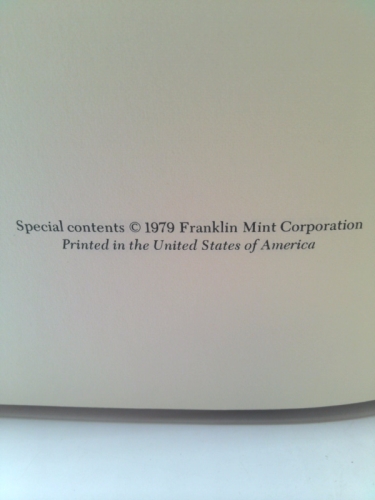 Special contents © 1979 Franklin Mint Corporation
Printed in the United States of America